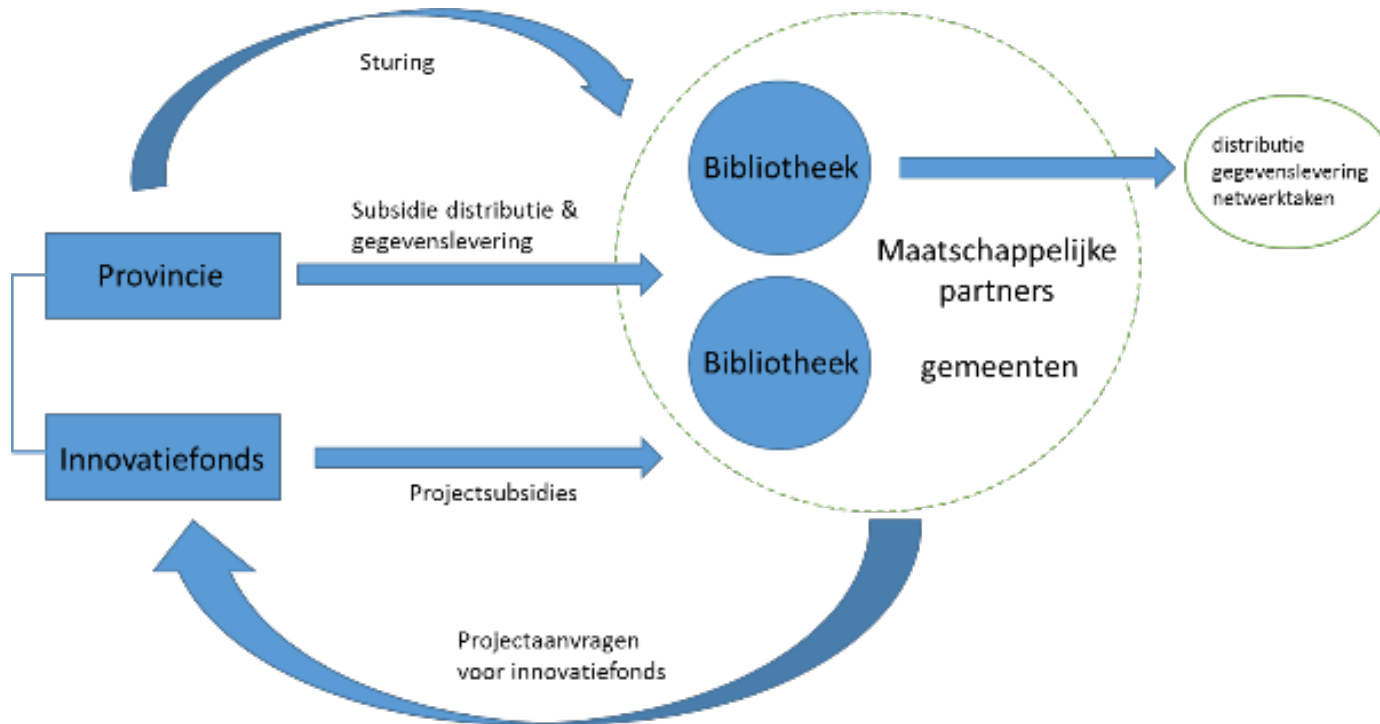 Sturing
Subsidie distributie &
gegevenslevering
Provincie
Innovatiefonds
Projectsubsidies
Projectaanvragen
voor innovatiefonds
Bibliotheek
Bibliotheek
Maatschappelijke
partners
gemeenten
distributie
gegevenslevering
netwerktaken